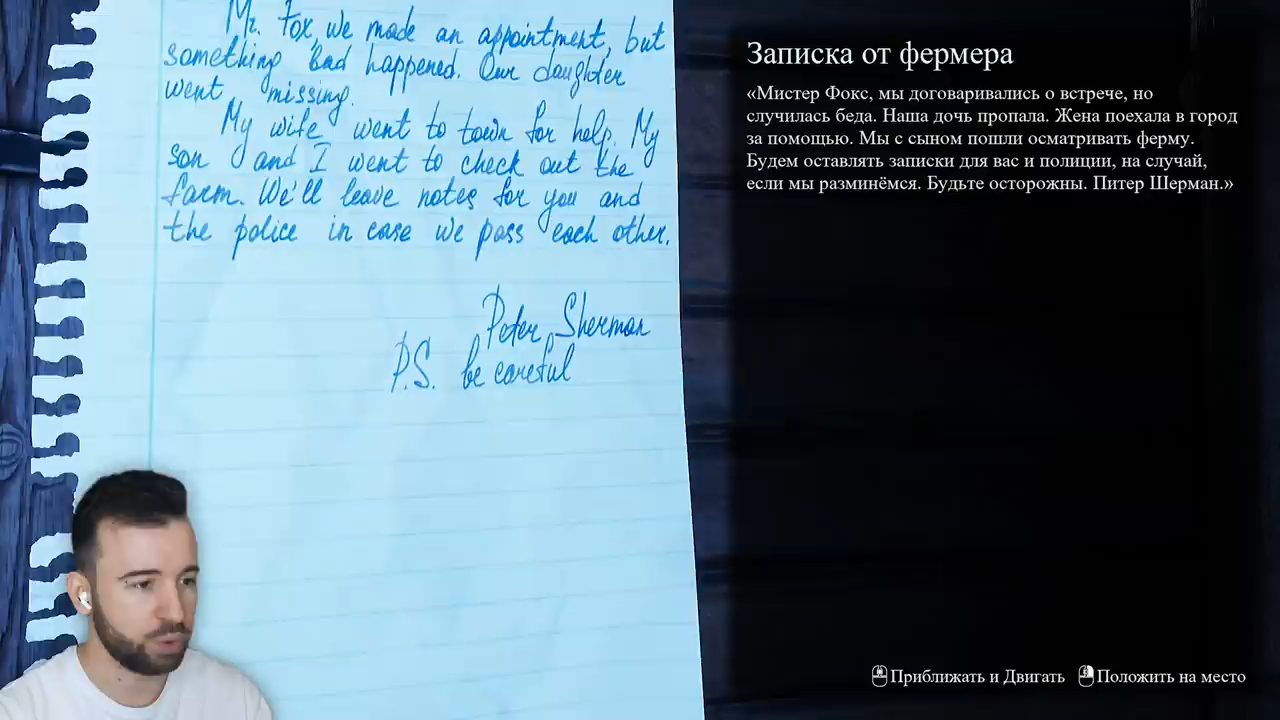 Mr. Fox, we made an appointment, but
something bad happened. Our daughter
went missing.
My wife went to town for help. My
son and I went to check out the
farm. We'll leave notes for you and
the police in case we pass each other.
Peter Sherman
P.S. be careful
Записка от фермера
«Мистер Фокс, мы договаривались о встрече, но
случилась беда. Наша дочь пропала. Жена поехала в город
за помощью. Мы с сыном пошли осматривать ферму.
Будем оставлять записки для вас и полиции, на случай,
если мы разминёмся. Будьте осторожны. Питер Шерман.»
Приближать и Двигать
Положить на место